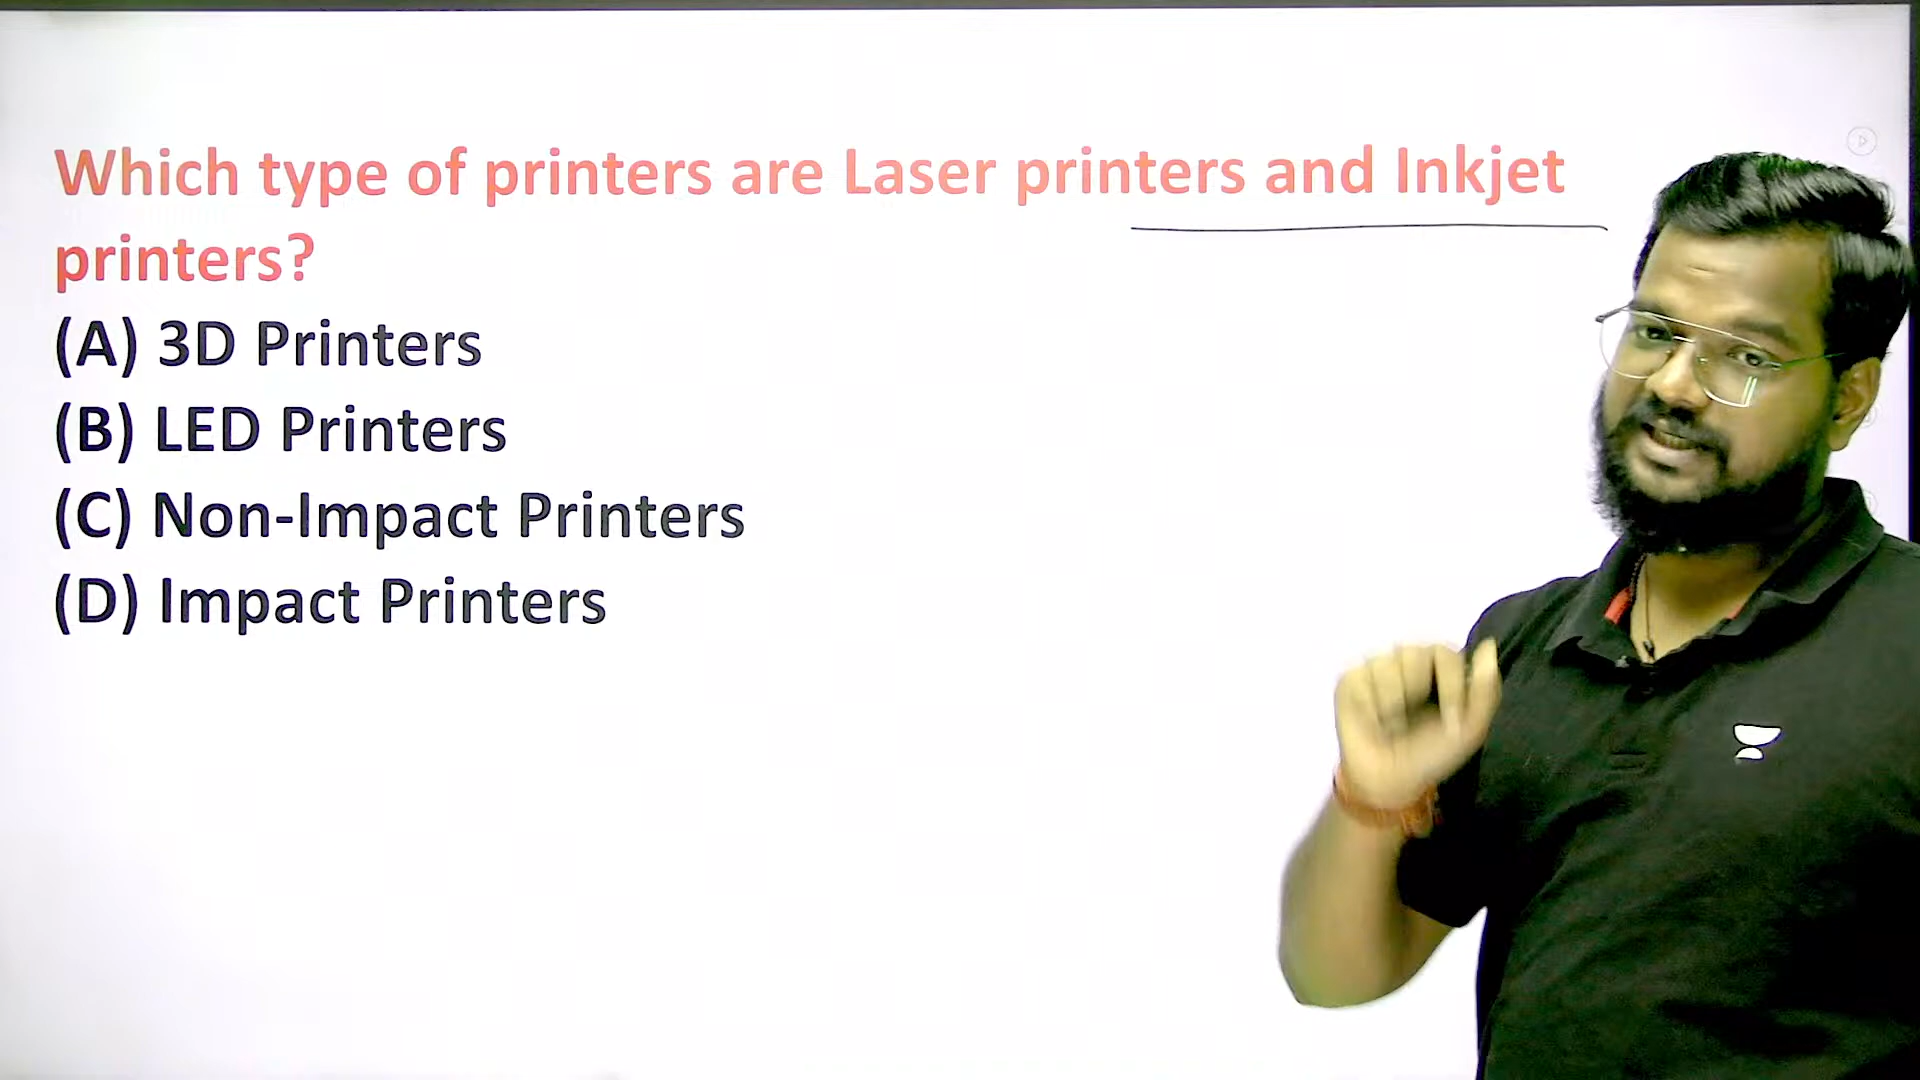 Which type of printers are Laser printers and Inkjet
printers?
(A) 3D Printers
(B) LED Printers
(C) Non-Impact Printers
(D) Impact Printers